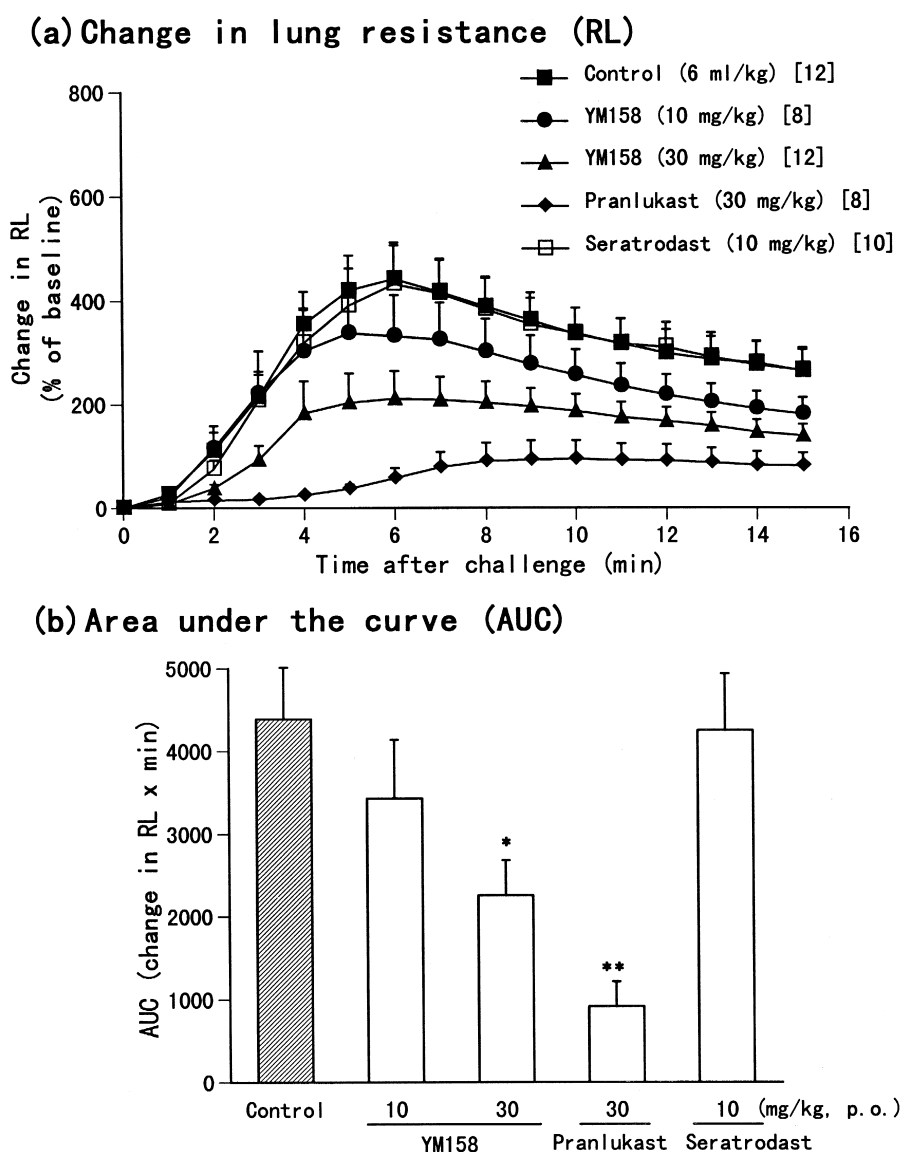 (a) Change in lung resistance (RL)
Control (6 ml/kg) [12]
YM158 (10 mg/kg) [8]
YM158 (30 mg/kg) [12]
Pranlukast (30 mg/kg) [8]
Seratrodast (10 mg/kg) [10]
Change in RL
(% of baseline)
800
600
400
200
0
0 2 4 6 8 10 12 14 16
Time after challenge (min)
(b) Area under the curve (AUC)
AUC (change in RL x min)
5000
4000
3000
2000
1000
0
*
**
Control 10 30 30 10 (mg/kg, p.o.)
YM158 Pranlukast Seratrodast